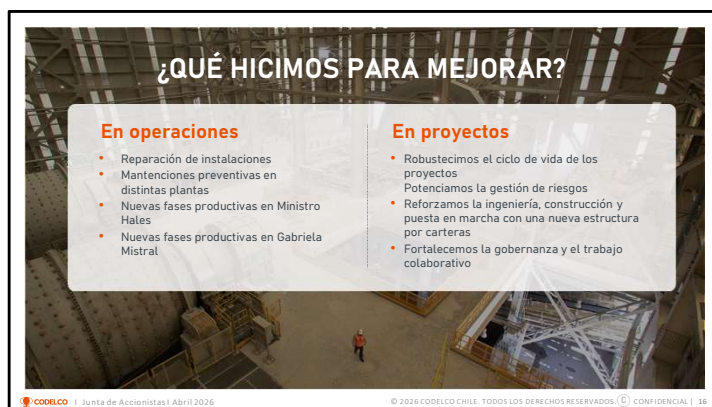 ¿QUÉ HICIMOS PARA MEJORAR?
En operaciones
• Reparación de instalaciones
• Mantenciones preventivas en
distintas plantas
• Nuevas fases productivas en Ministro
Hales
• Nuevas fases productivas en Gabriela
Mistral
En proyectos
• Robustecimos el ciclo de vida de los
proyectos
Potenciamos la gestión de riesgos
• Reforzamos la ingeniería, construcción y
puesta en marcha con una nueva estructura
por carteras
• Fortalecemos la gobernanza y el trabajo
colaborativo
CODELCO | Junta de Accionistas | Abril 2026
© 2026 CODELCO CHILE. TODOS LOS DERECHOS RESERVADOS. C CONFIDENCIAL | 16